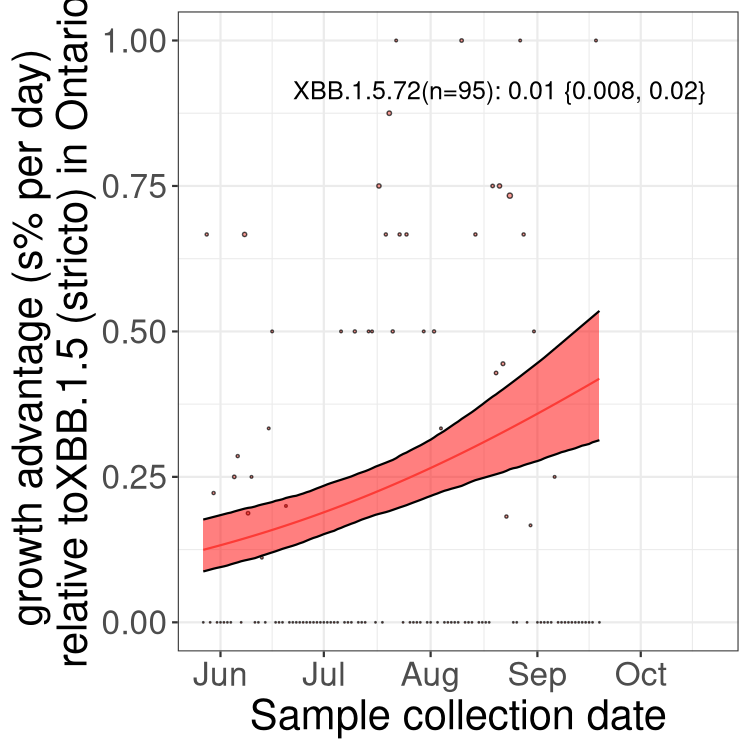 growth advantage (s% per day)
relative toXBB.1.5 (stricto) in Ontario
1.00
0.75
0.50
0.25
0.00
XBB.1.5.72(n=95): 0.01 {0.008, 0.02}
Jun Jul Aug Sep Oct
Sample collection date